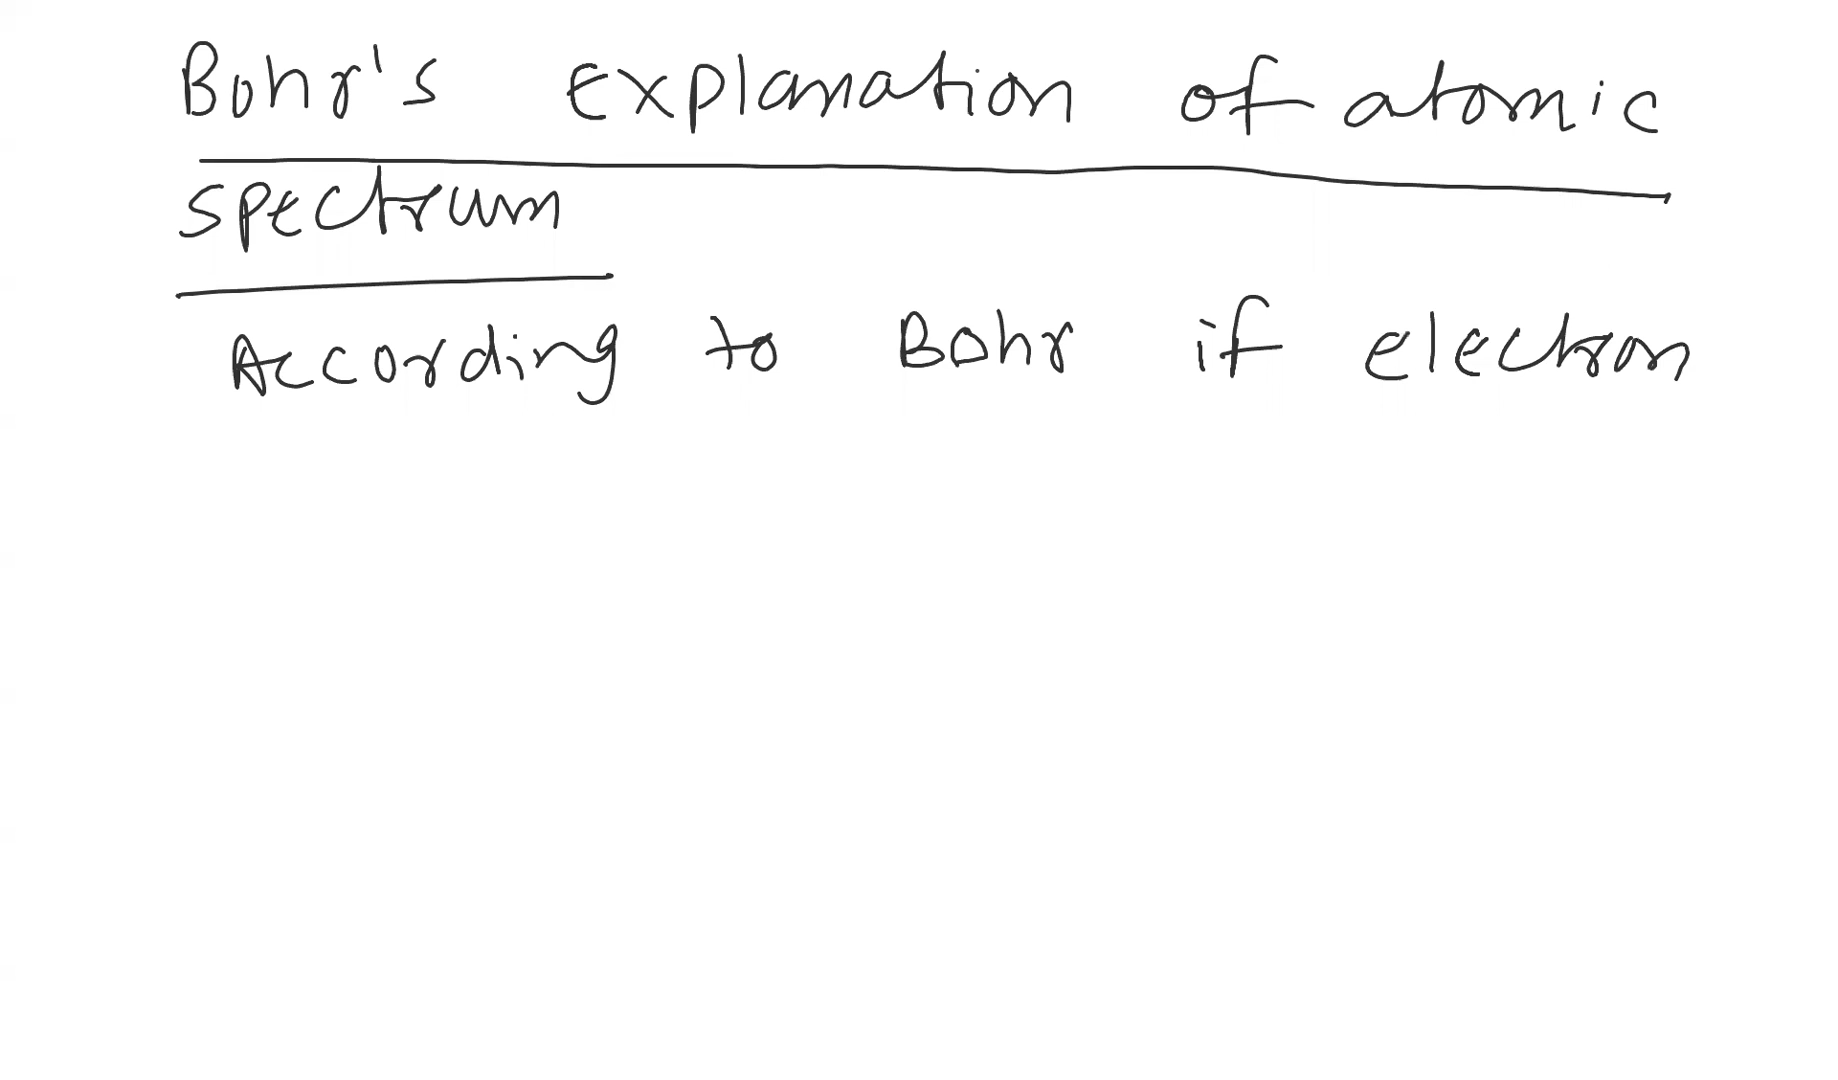 Bohr's Explanation of atomic
spectrum
According to Bohr if electron